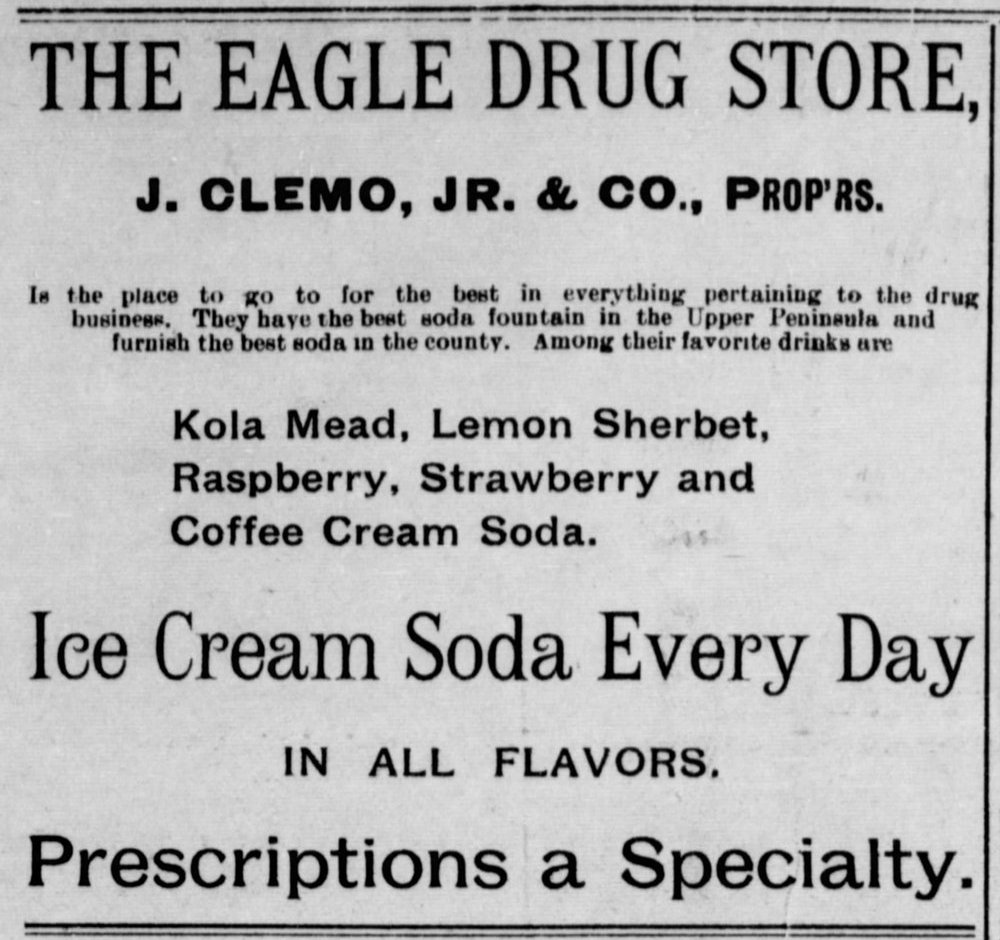 THE EAGLE DRUG STORE,
J. CLEMO, JR. & CO., PROP'RS.
Is the place to go to for the best in everything pertaining to the drug
business. They have the best soda fountain in the Upper Peninsula and
furnish the best soda in the county. Among their favorite drinks are
Kola Mead, Lemon Sherbet,
Raspberry, Strawberry and
Coffee Cream Soda.
Ice Cream Soda Every Day
IN ALL FLAVORS.
Prescriptions a Specialty.